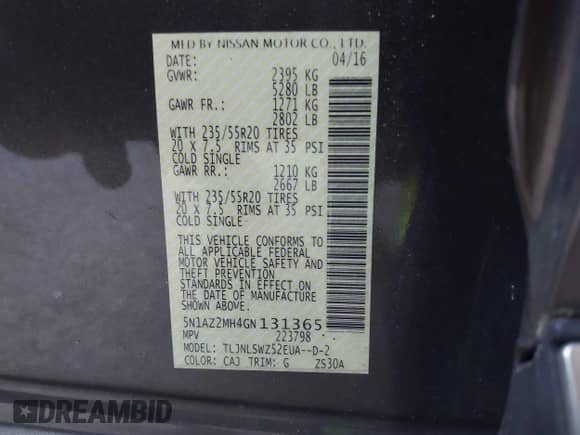 MFD BY NISSAN MOTOR CO., LTD.
DATE: 04/16
GVWR: 2395 KG
5280 LB
GAWR FR.: 1271 KG
2802 LB
WITH 235/55R20 TIRES
20 X 7.5 RIMS AT 35 PSI
COLD SINGLE
GAWR RR.: 1210 KG
2667 LB
WITH 235/55R20 TIRES
20 X 7.5 RIMS AT 35 PSI
COLD SINGLE
THIS VEHICLE CONFORMS TO
ALL APPLICABLE FEDERAL
MOTOR VEHICLE SAFETY AND
THEFT PREVENTION
STANDARDS IN EFFECT ON
THE DATE OF MANUFACTURE
SHOWN ABOVE.
5N1AZ2MH4GN131365
MPV 223798
MODEL: TLJNLSWZ52EUA--D-2
COLOR: CAJ TRIM: G ZS30A
DREAMBID